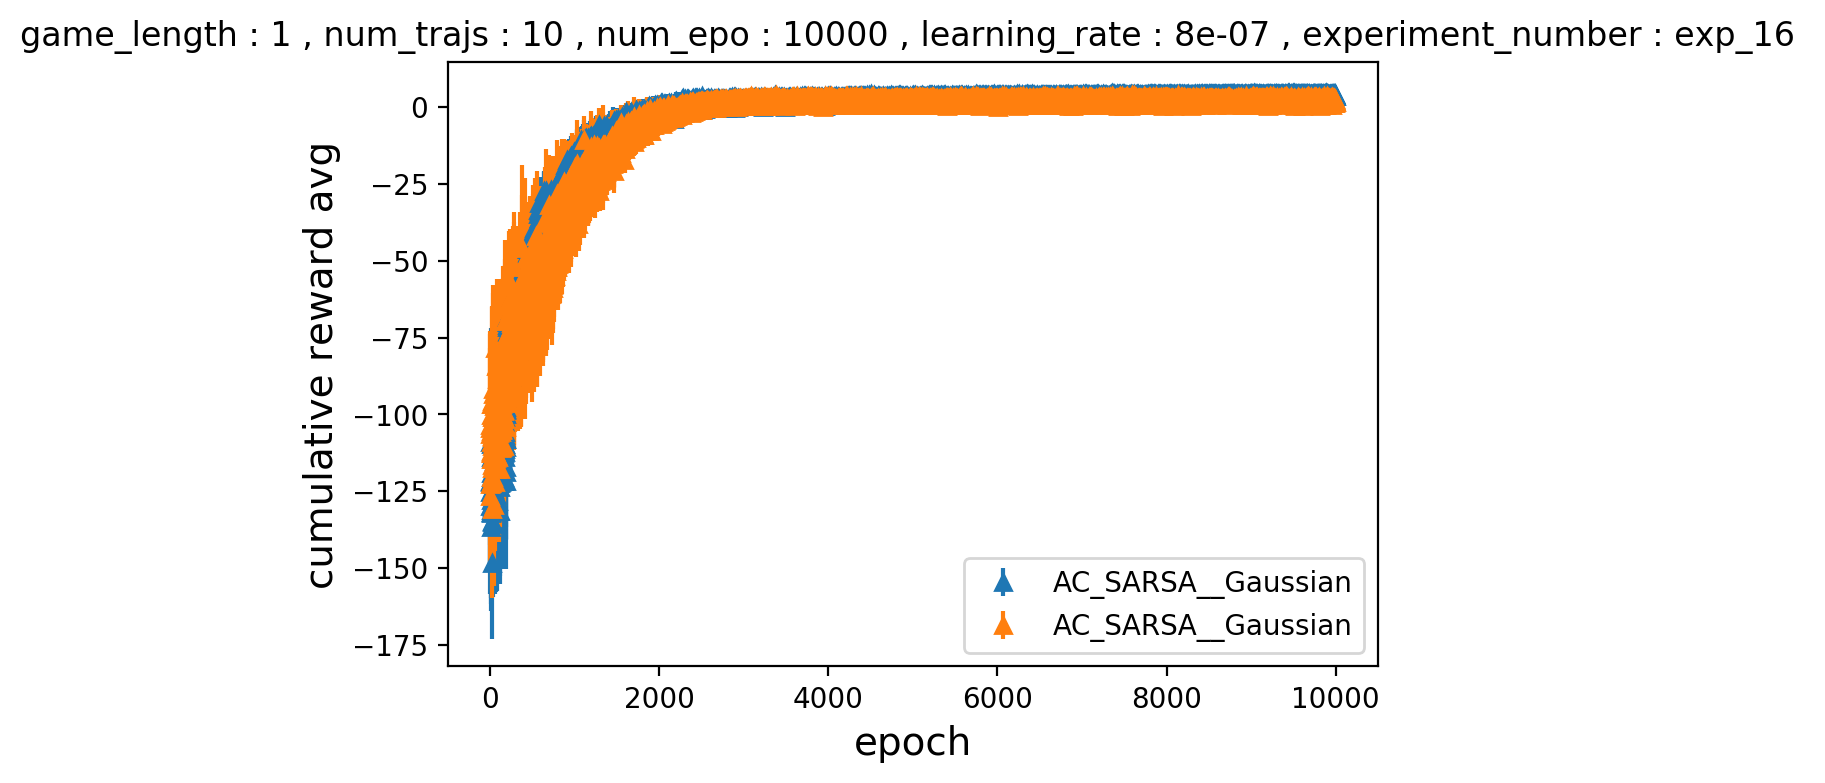 game_length : 1 , num_trajs : 10 , num_epo : 10000 , learning_rate : 8e-07 , experiment_number : exp_16
cumulative reward avg
0
−25
−50
−75
−100
−125
−150
−175
AC_SARSA__Gaussian
AC_SARSA__Gaussian
0 2000 4000 6000 8000 10000
epoch